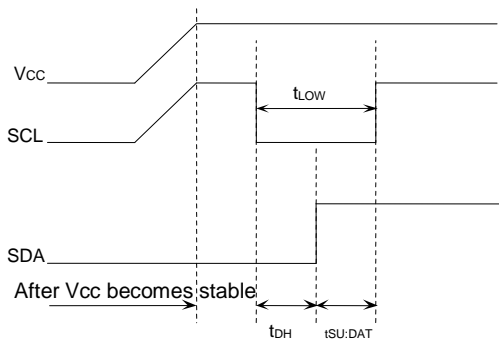 Vcc
tLOW
SCL
SDA
After Vcc becomes stable
tDH
tSU:DAT